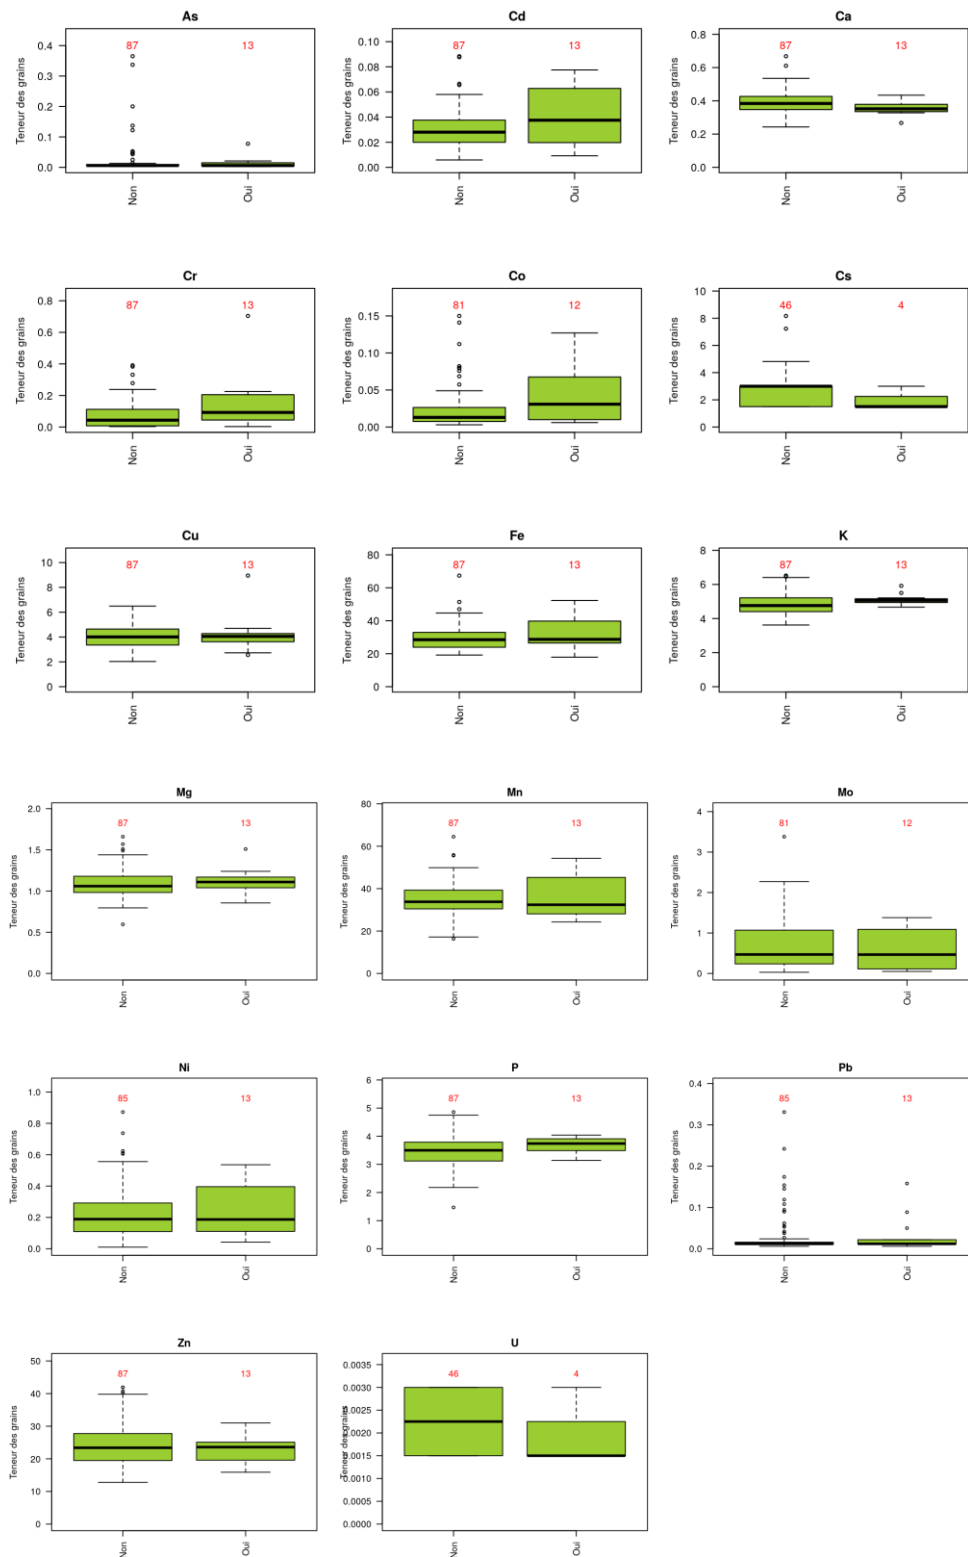 As
87 13
Teneur des grains
0.4
0.3
0.2
0.1
0.0
Non Oui
Cd
87 13
Teneur des grains
0.10
0.08
0.06
0.04
0.02
0.00
Non Oui
Ca
87 13
Teneur des grains
0.8
0.6
0.4
0.2
0.0
Non Oui
Cr
87 13
Teneur des grains
0.8
0.6
0.4
0.2
0.0
Non Oui
Co
81 12
Teneur des grains
0.15
0.10
0.05
0.00
Non Oui
Cs
46 4
Teneur des grains
10
8
6
4
2
0
Non Oui
Cu
87 13
Teneur des grains
10
8
6
4
2
0
Non Oui
Fe
87 13
Teneur des grains
80
60
40
20
0
Non Oui
K
87 13
Teneur des grains
8
6
4
2
0
Non Oui
Mg
87 13
Teneur des grains
2.0
1.5
1.0
0.5
0.0
Non Oui
Mn
87 13
Teneur des grains
80
60
40
20
0
Non Oui
Mo
81 12
Teneur des grains
4
3
2
1
0
Non Oui
Ni
85 13
Teneur des grains
1.0
0.8
0.6
0.4
0.2
0.0
Non Oui
P
87 13
Teneur des grains
6
5
4
3
2
1
0
Non Oui
Pb
85 13
Teneur des grains
0.4
0.3
0.2
0.1
0.0
Non Oui
Zn
87 13
Teneur des grains
50
40
30
20
10
0
Non Oui
U
46 4
Teneur des grains
0.0035
0.0030
0.0025
0.0020
0.0015
0.0010
0.0005
0.0000
Non Oui